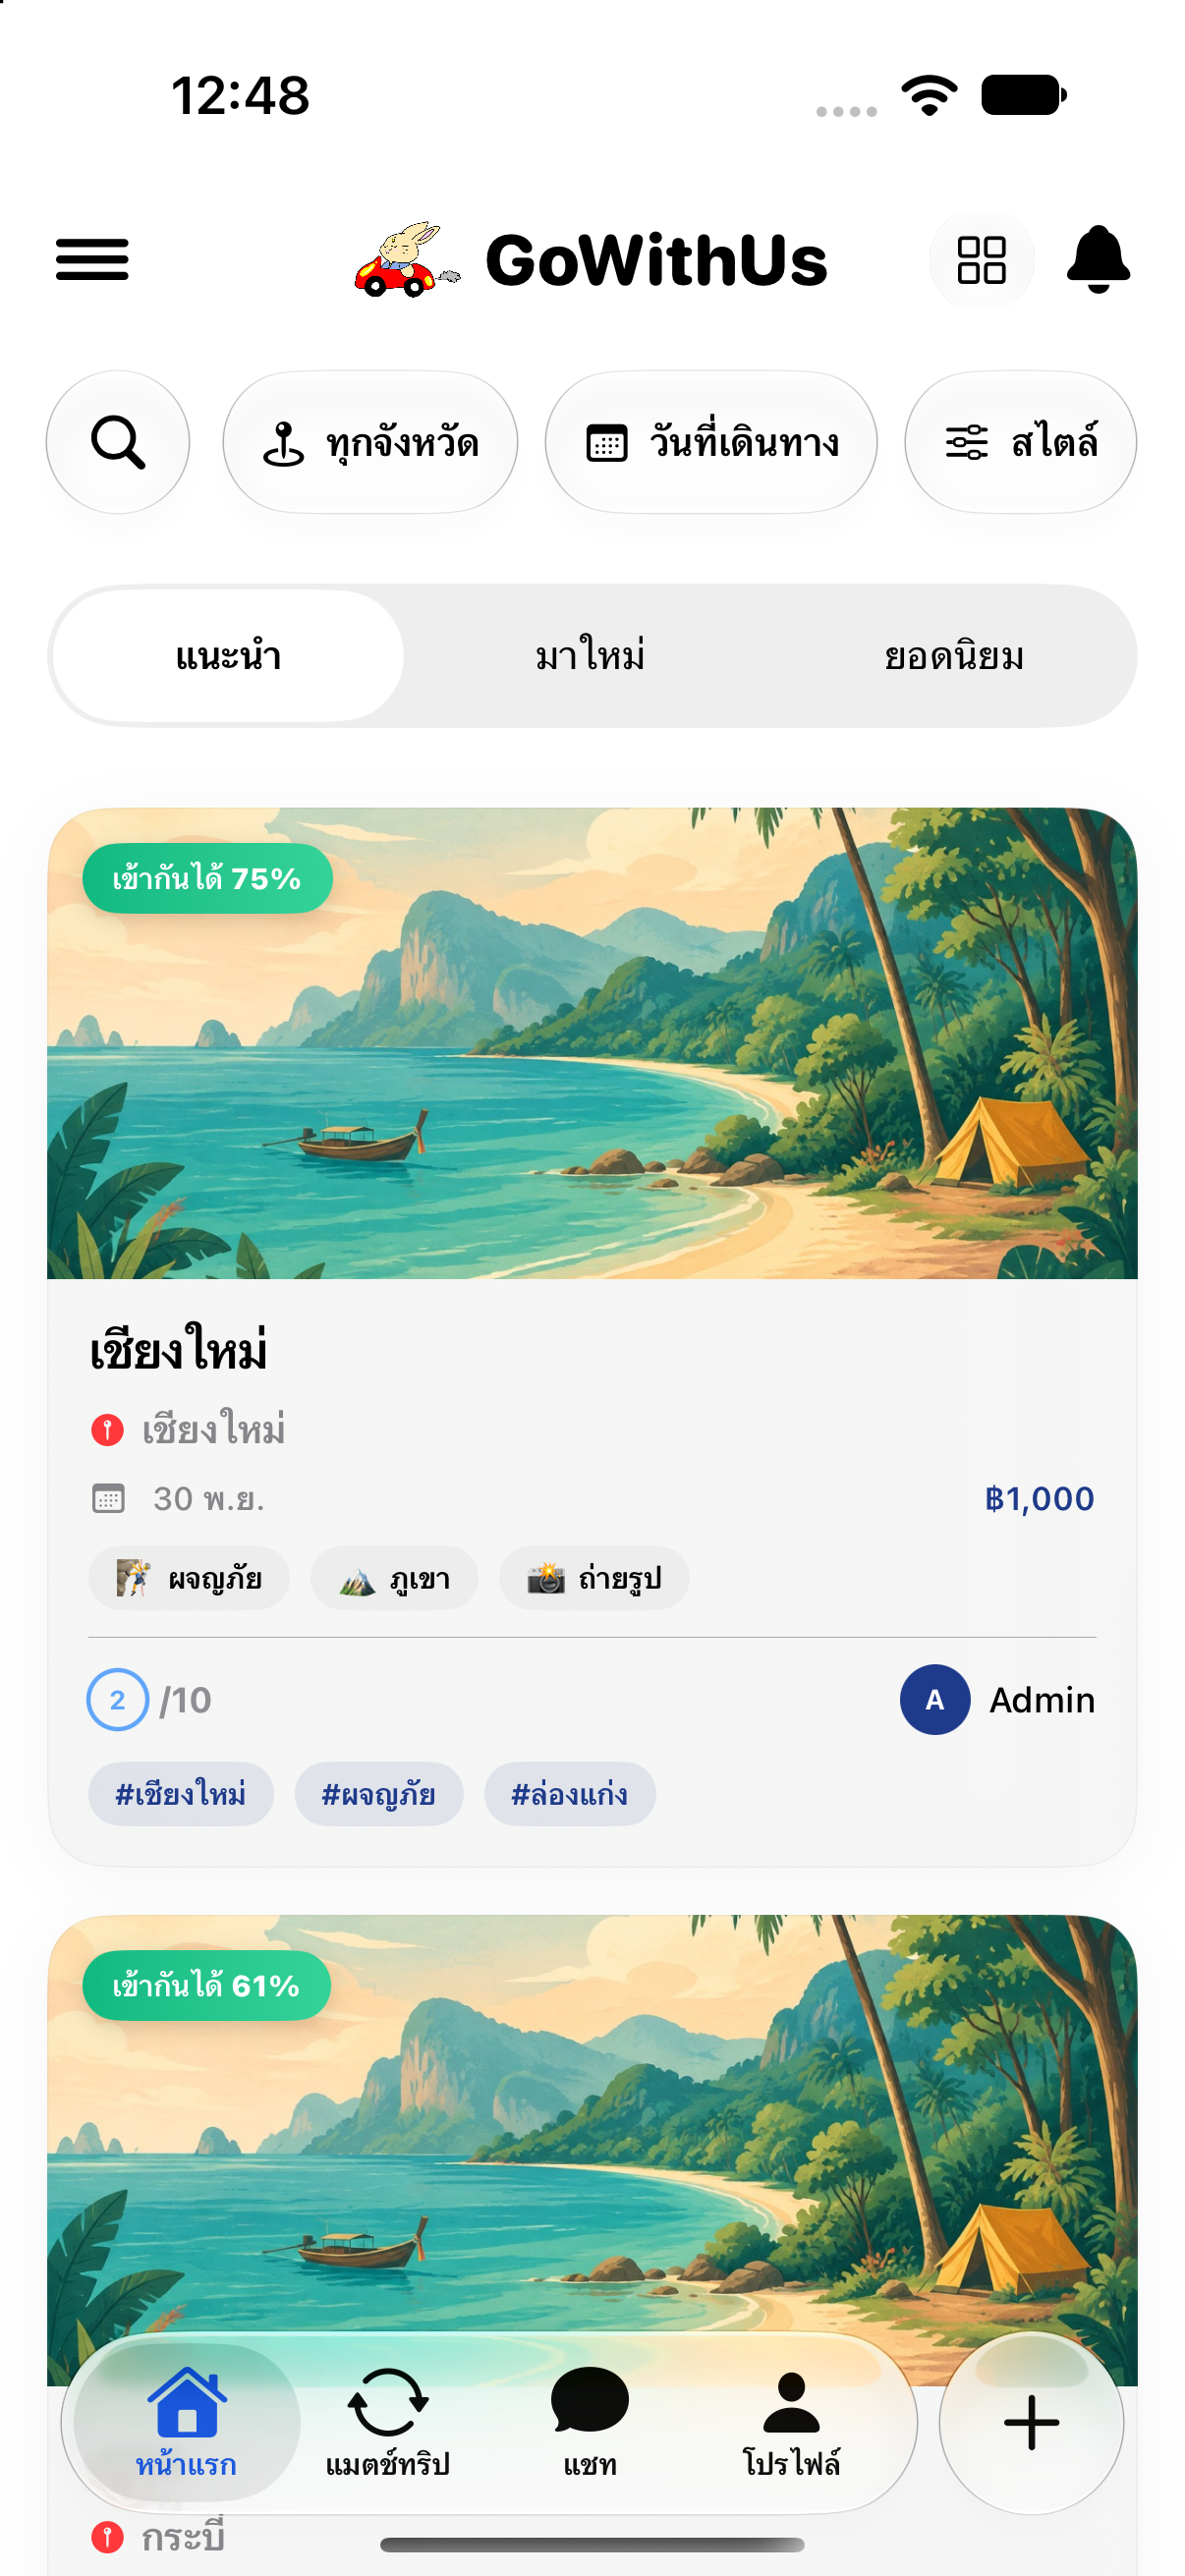 12:48
GoWithUs
ทุกจังหวัด วันที่เดินทาง สไตล์
แนะนำ มาใหม่ ยอดนิยม
เข้ากันได้ 75%
เชียงใหม่
เชียงใหม่
30 พ.ย. ฿1,000
ผจญภัย ภูเขา ถ่ายรูป
2 /10 A Admin
#เชียงใหม่ #ผจญภัย #ล่องแก่ง
เข้ากันได้ 61%
หน้าแรก แมตช์ทริป แชท โปรไฟล์
กระบี่